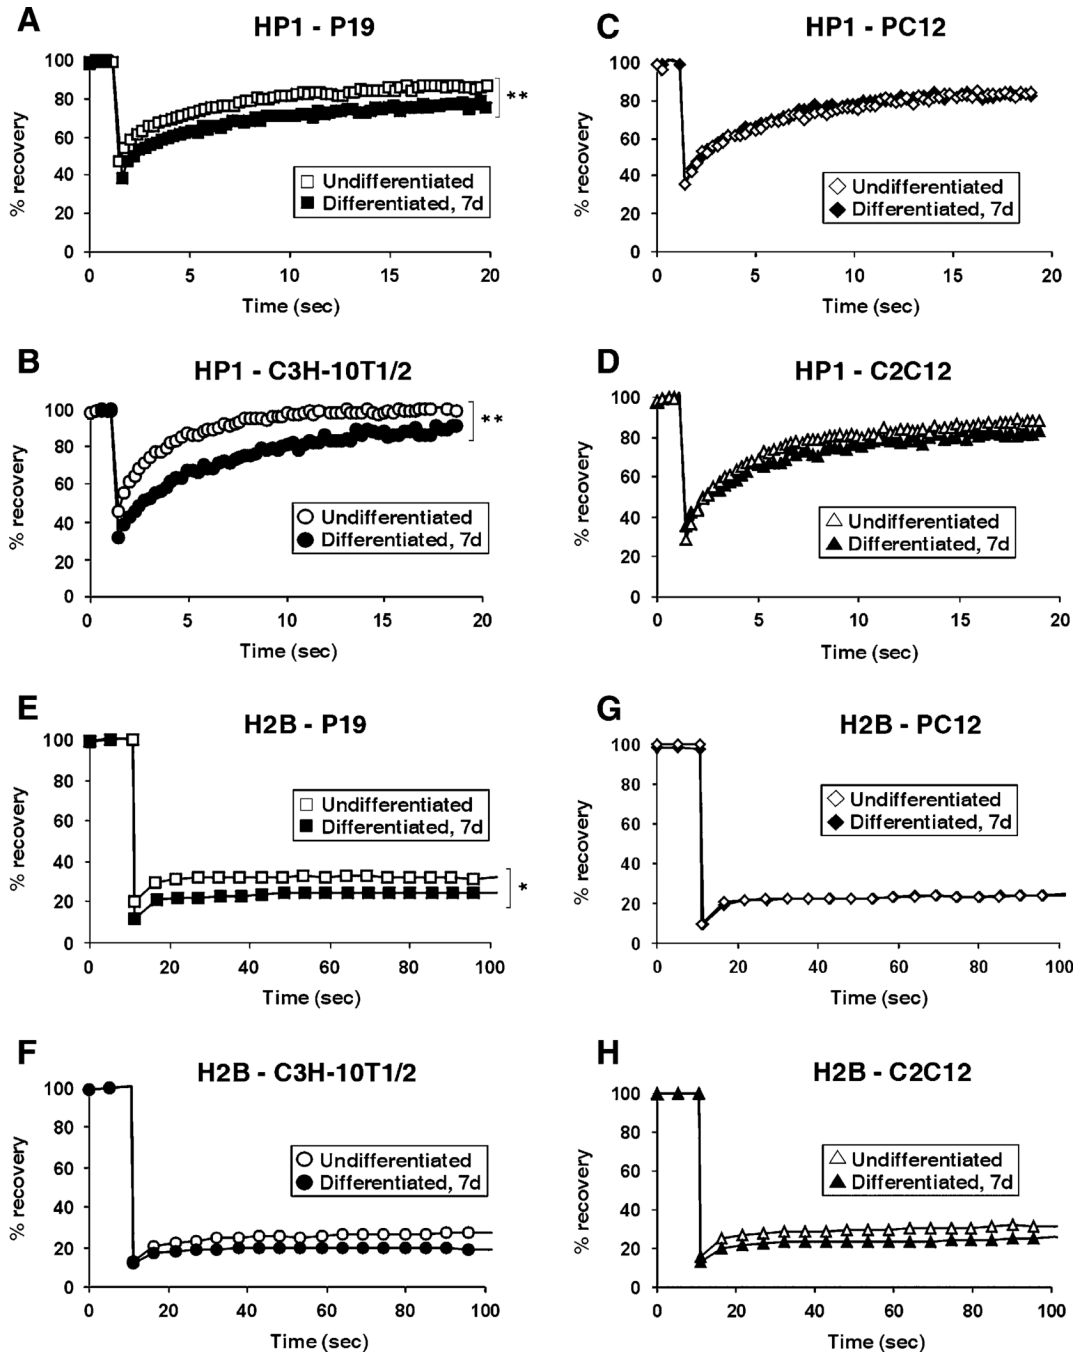 A
HP1 - P19
% recovery
100
80
60
40
20
0
**
Undifferentiated
Differentiated, 7d
0 5 10 15 20
Time (sec)
C
HP1 - PC12
% recovery
100
80
60
40
20
0
Undifferentiated
Differentiated, 7d
0 5 10 15 20
Time (sec)
B
HP1 - C3H-10T1/2
% recovery
100
80
60
40
20
0
**
Undifferentiated
Differentiated, 7d
0 5 10 15 20
Time (sec)
D
HP1 - C2C12
% recovery
100
80
60
40
20
0
Undifferentiated
Differentiated, 7d
0 5 10 15 20
Time (sec)
E
H2B - P19
% recovery
100
80
60
40
20
0
*
Undifferentiated
Differentiated, 7d
0 20 40 60 80 100
Time (sec)
G
H2B - PC12
% recovery
100
80
60
40
20
0
Undifferentiated
Differentiated, 7d
0 20 40 60 80 100
Time (sec)
F
H2B - C3H-10T1/2
% recovery
100
80
60
40
20
0
Undifferentiated
Differentiated, 7d
0 20 40 60 80 100
Time (sec)
H
H2B - C2C12
% recovery
100
80
60
40
20
0
Undifferentiated
Differentiated, 7d
0 20 40 60 80 100
Time (sec)